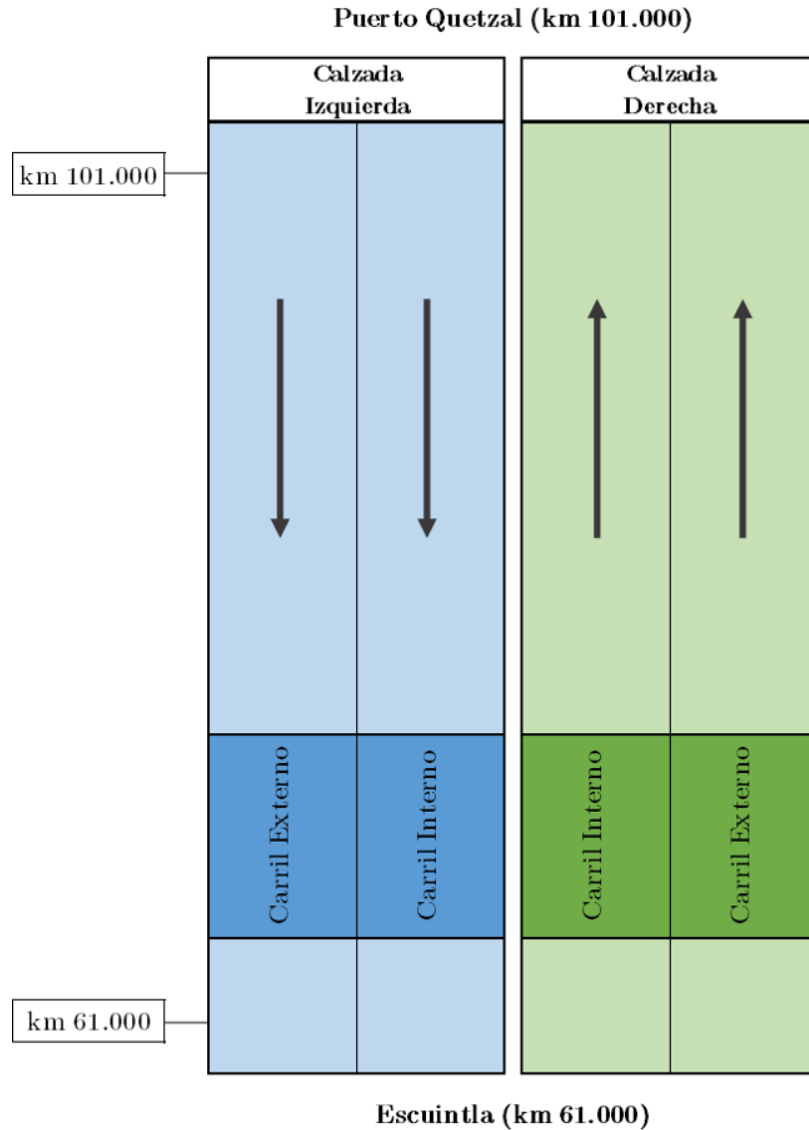 Puerto Quetzal (km 101.000)
Calzada
Izquierda
Calzada
Derecha
km 101.000
Carril Externo
Carril Interno
Carril Interno
Carril Externo
km 61.000
Escuintla (km 61.000)